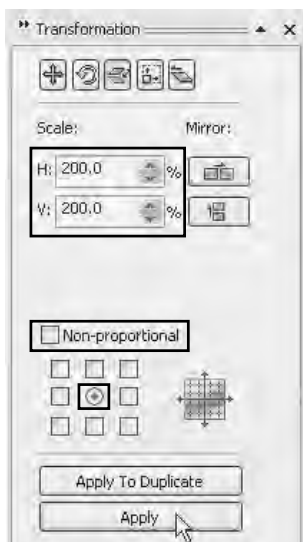 Transformation
Scale: Mirror:
H: 200,0 %
V: 200,0 %
Non-proportional
Apply To Duplicate
Apply